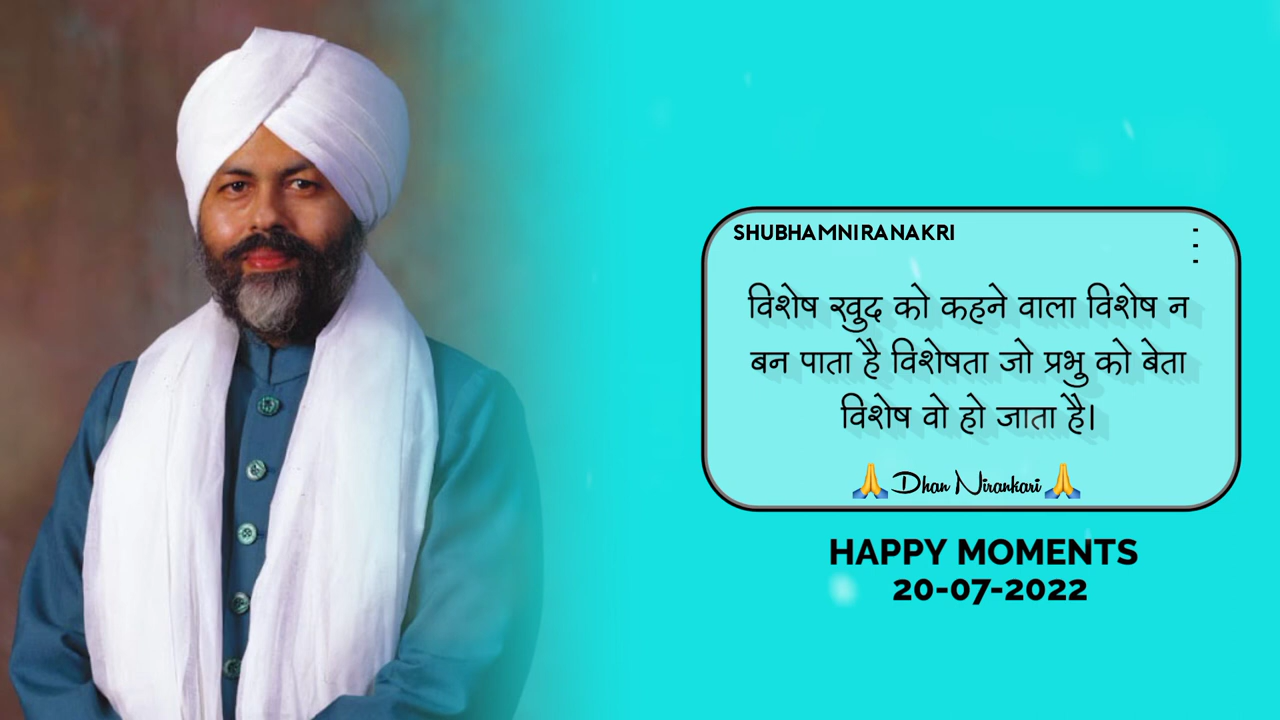 SHUBHAMNIRANAKRI
विशेष खुद को कहने वाला विशेष न
बन पाता है विशेषता जो प्रभु को बेता
विशेष वो हो जाता है।
🙏Dhan Nirankari🙏
HAPPY MOMENTS
20-07-2022